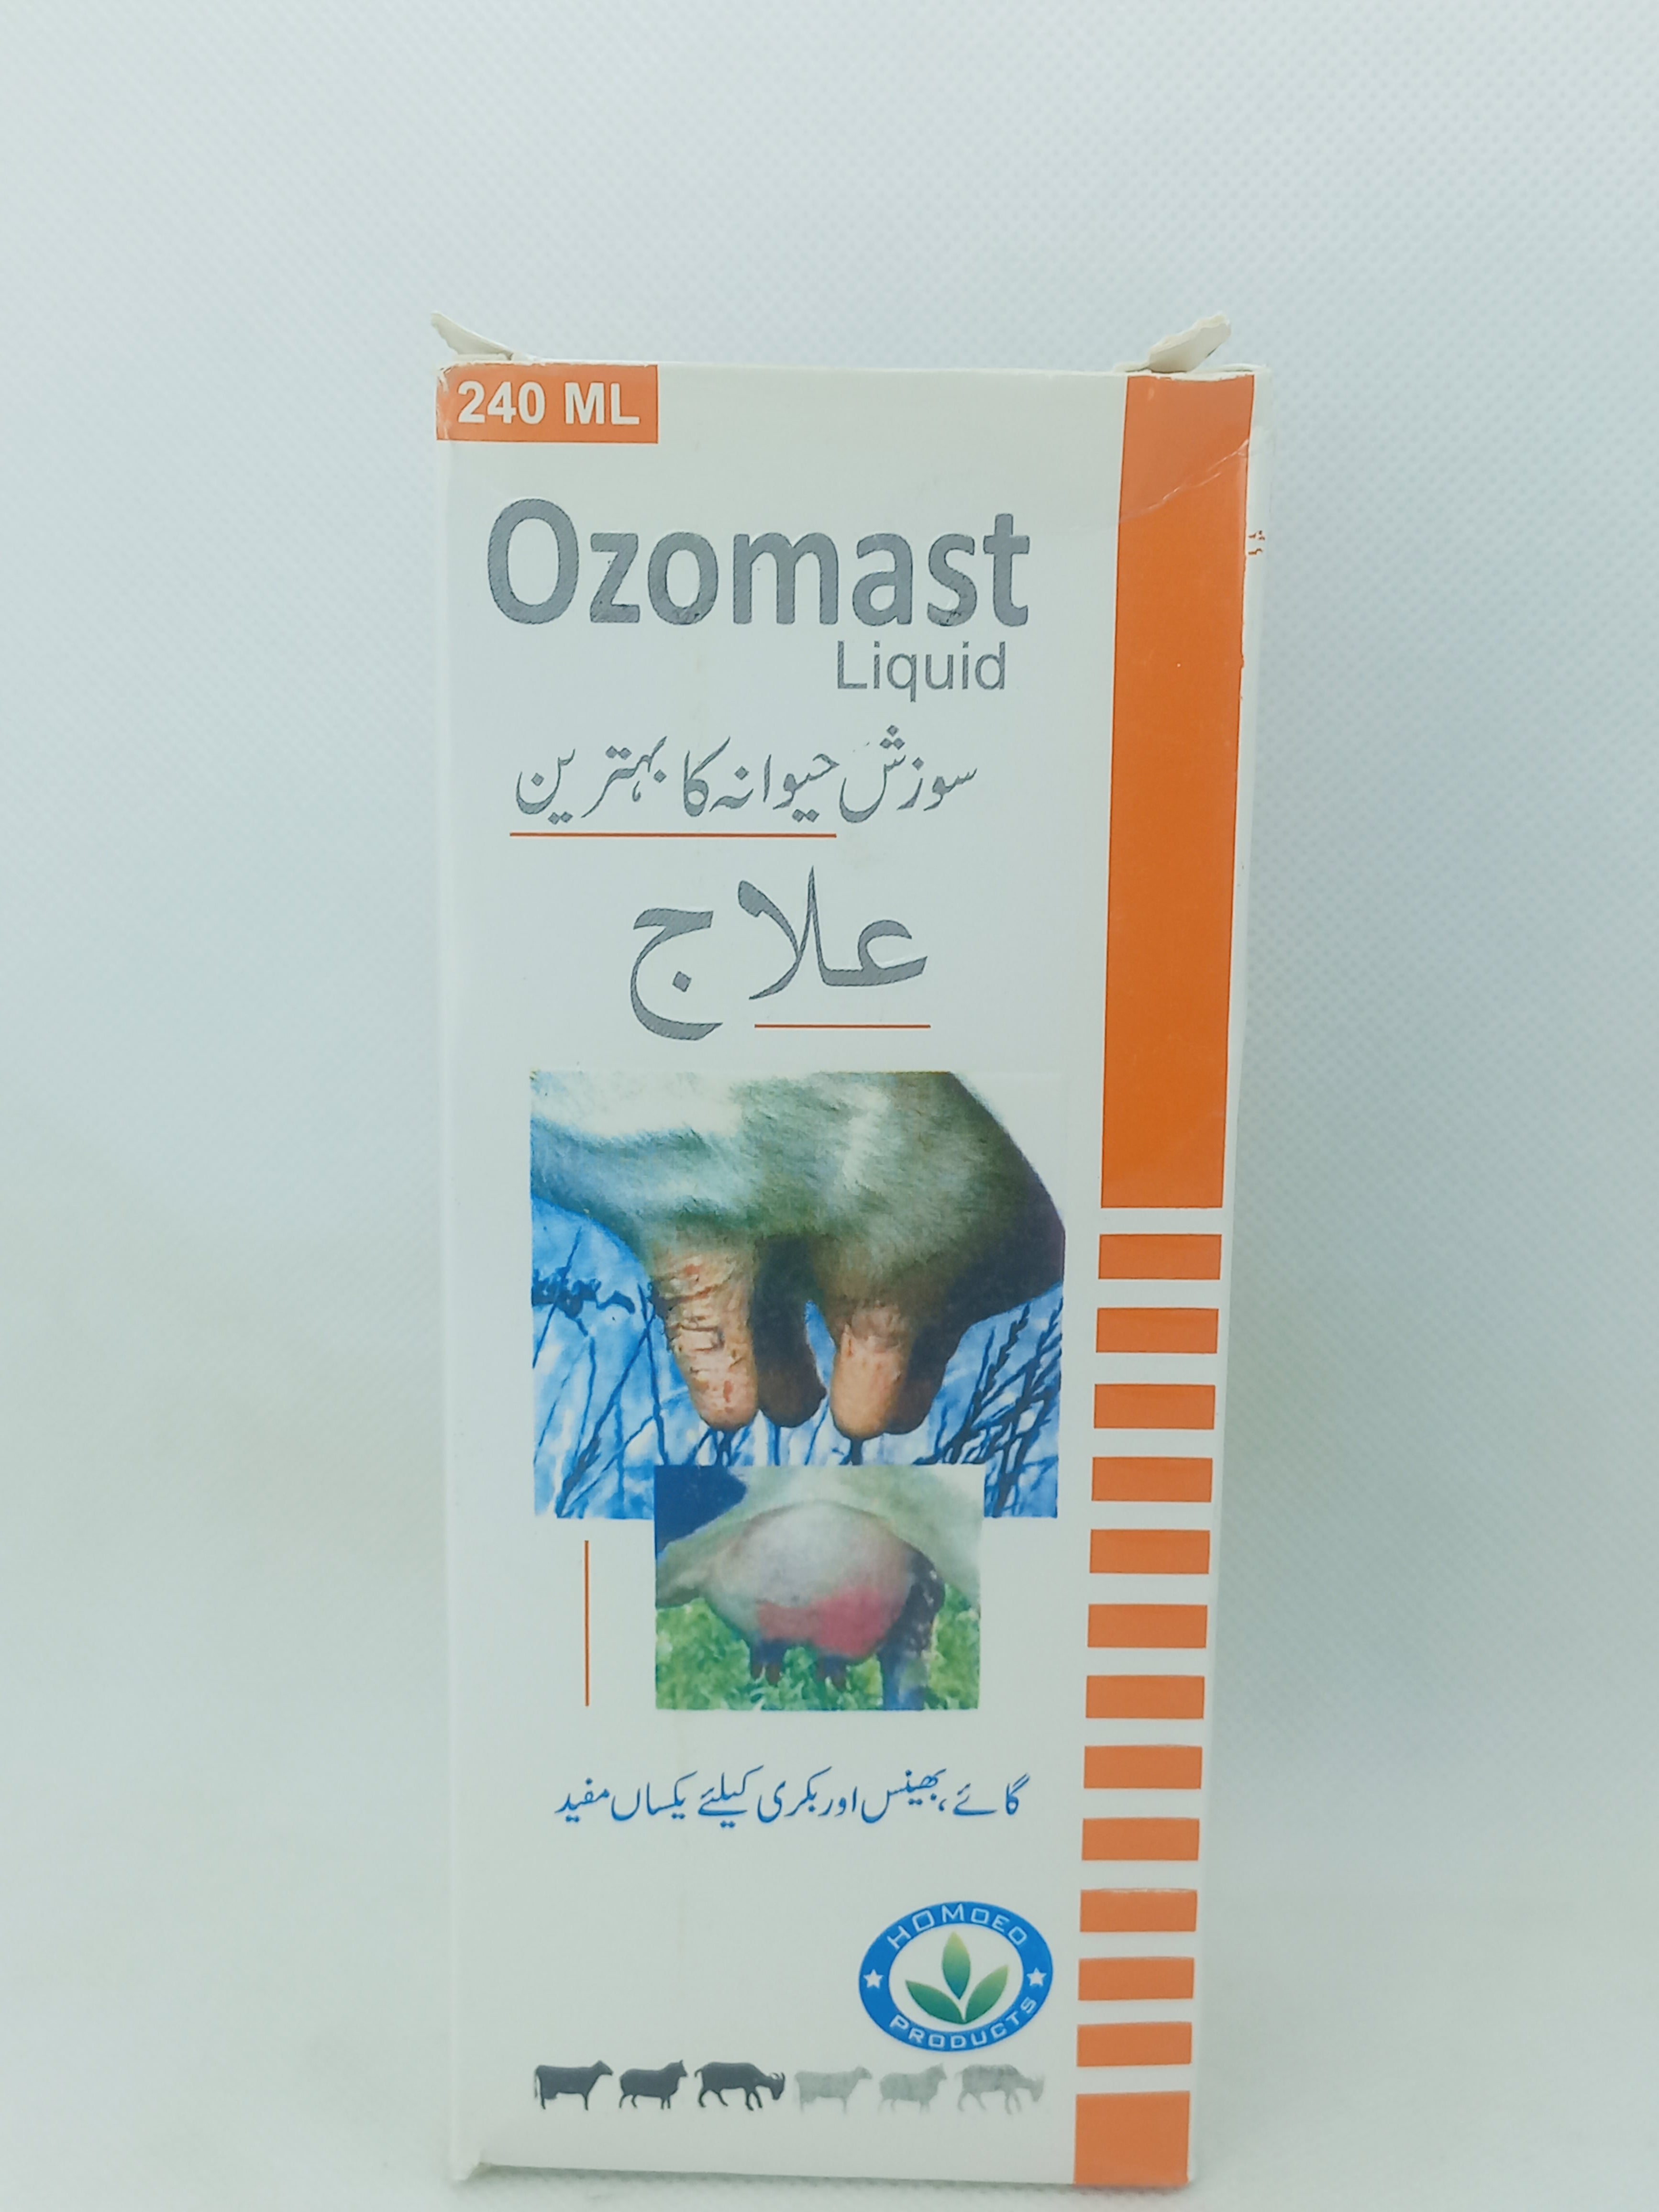 240 ML
Ozomast
Liquid
سوزش حیوانہ کا بہترین
علاج
گائے، بھینس اور بکری کیلئے یکساں مفید
HOMOEO
PRODUCTS